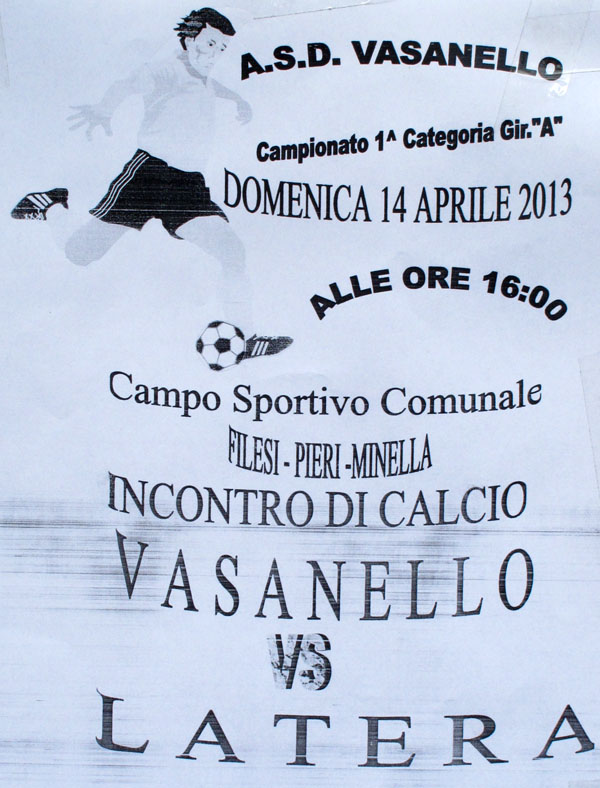 A.S.D. VASANELLO
Campionato 1^ Categoria Gir."A"
DOMENICA 14 APRILE 2013
ALLE ORE 16:00
Campo Sportivo Comunale
FILESI - PIERI -MINELLA
INCONTRO DI CALCIO
VASANELLO
VS
LATERA